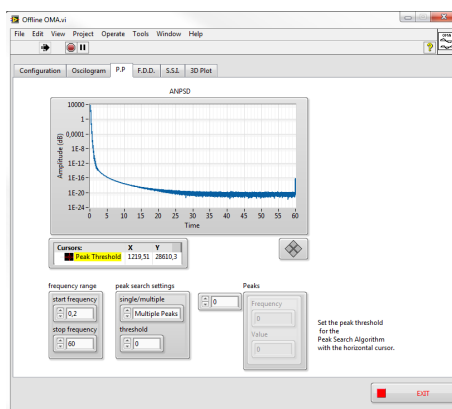 Offline OMA.vi
File Edit View Project Operate Tools Window Help
Configuration Oscilogram P.P F.D.D. S.S.I. 3D Plot
ANPSD
Amplitude (dB)
10000
1
0,0001
1E-8
1E-12
1E-16
1E-20
1E-24
0 5 10 15 20 25 30 35 40 45 50 55 60
Time
Cursors: X Y
Peak Threshold 1219,51 28610,3
frequency range
start frequency
0,2
stop frequency
60
peak search settings
single/multiple
Multiple Peaks
threshold
0
0
Peaks
Frequency
0
Value
0
Set the peak threshold
for the
Peak Search Algorithm
with the horizontal cursor.
EXIT